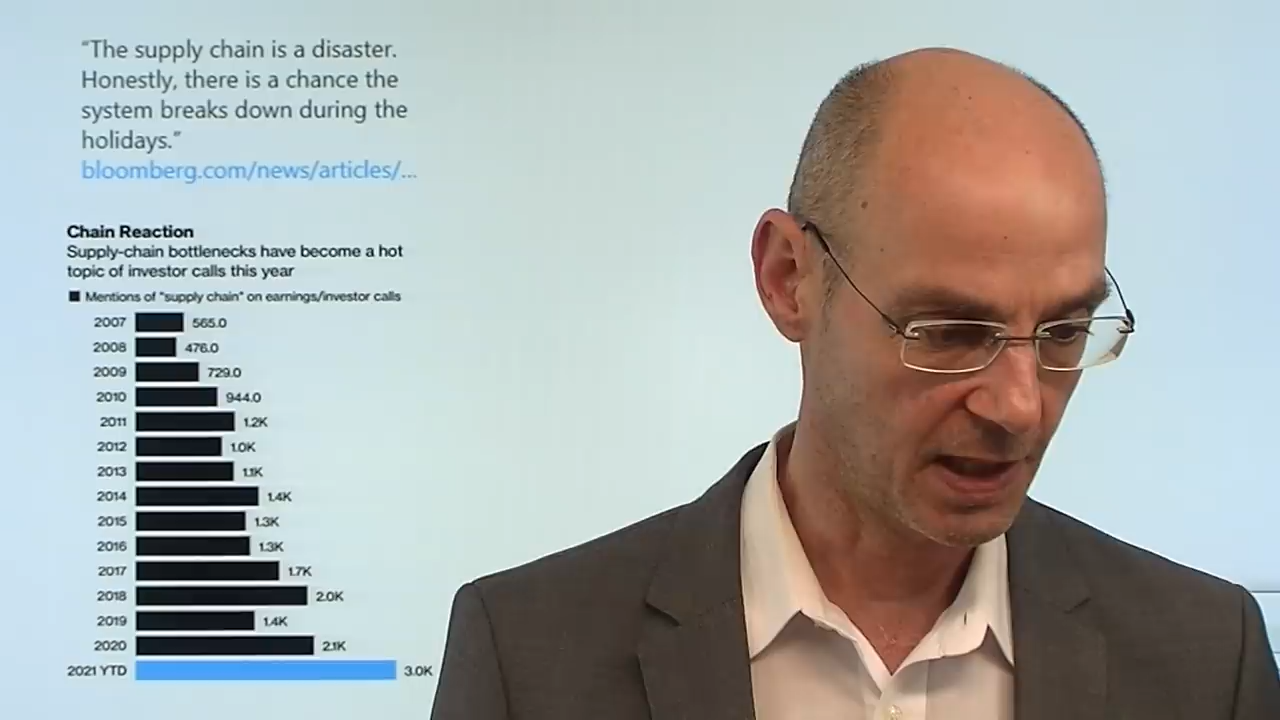 “The supply chain is a disaster.
Honestly, there is a chance the
system breaks down during the
holidays.”
bloomberg.com/news/articles/...
Chain Reaction
Supply-chain bottlenecks have become a hot
topic of investor calls this year
Mentions of "supply chain" on earnings/investor calls
2007 565.0
2008 476.0
2009 729.0
2010 944.0
2011 1.2K
2012 1.0K
2013 1.1K
2014 1.4K
2015 1.3K
2016 1.3K
2017 1.7K
2018 2.0K
2019 1.4K
2020 2.1K
2021 YTD 3.0K